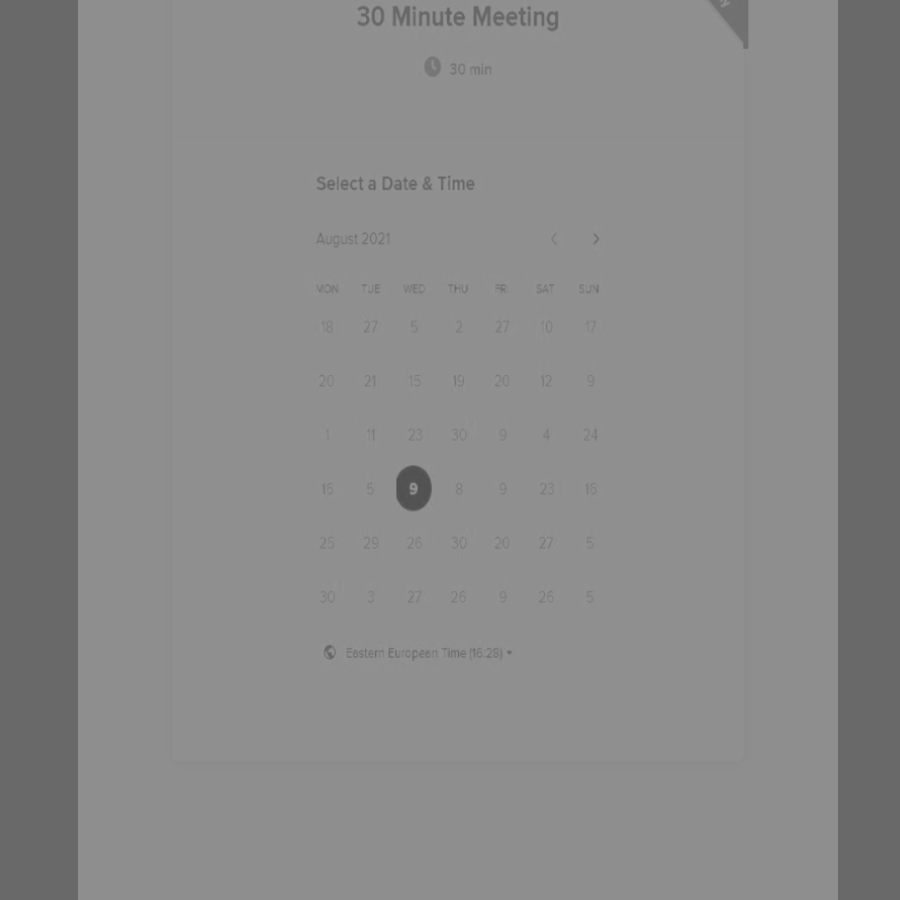 30 Minute Meeting
30 min
Select a Date & Time
August 2021
MON TUE WED THU FRI SAT SUN
18 27 5 2 27 10 17
20 21 15 19 20 12 9
1 11 23 30 9 4 24
16 5 9 8 9 23 16
25 29 26 30 20 27 5
30 3 27 26 9 26 5
Eastern European Time (16:28)